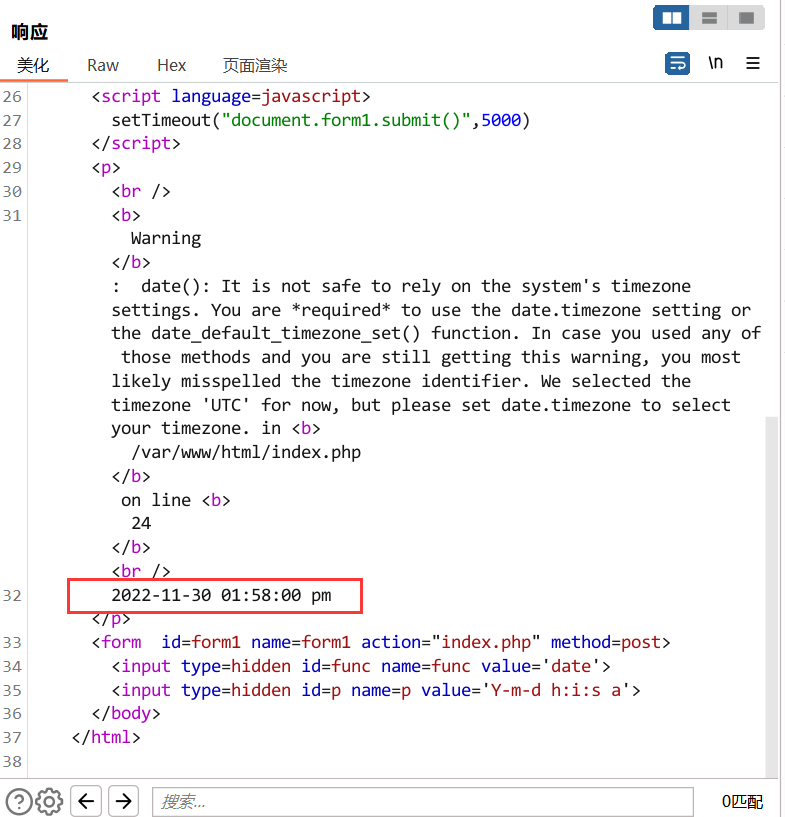 响应
美化 Raw Hex 页面渲染 \n
26 <script language=javascript>
27 setTimeout("document.form1.submit()",5000)
28 </script>
29 <p>
30 <br />
31 <b>
Warning
</b>
:  date(): It is not safe to rely on the system's timezone
settings. You are *required* to use the date.timezone setting or
the date_default_timezone_set() function. In case you used any of
those methods and you are still getting this warning, you most
likely misspelled the timezone identifier. We selected the
timezone 'UTC' for now, but please set date.timezone to select
your timezone. in <b>
/var/www/html/index.php
</b>
on line <b>
24
</b>
<br />
32 2022-11-30 01:58:00 pm
</p>
33 <form  id=form1 name=form1 action="index.php" method=post>
34 <input type=hidden id=func name=func value='date'>
35 <input type=hidden id=p name=p value='Y-m-d h:i:s a'>
36 </body>
37 </html>
38
搜索... 0匹配